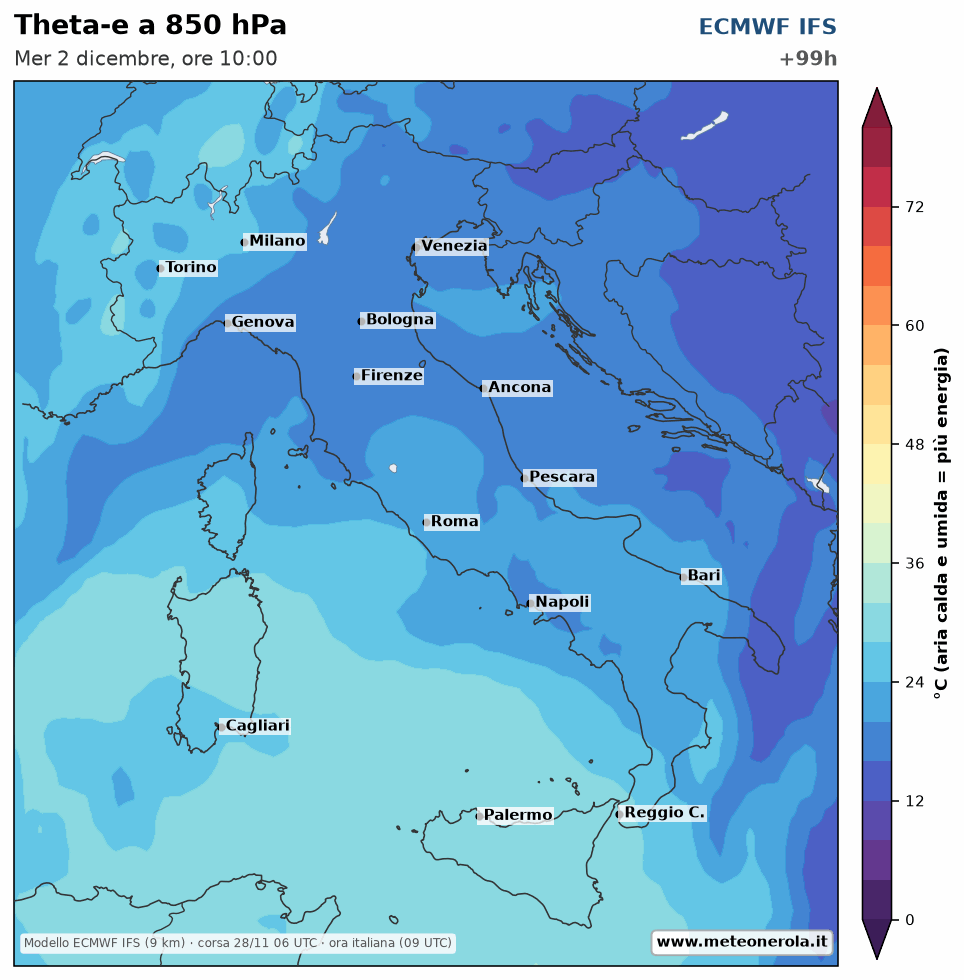 Theta-e a 850 hPa
ECMWF IFS
Mer 2 dicembre, ore 10:00
+99h
Milano
Venezia
Torino
Genova
Bologna
Firenze
Ancona
Pescara
Roma
Bari
Napoli
Cagliari
Palermo
Reggio C.
72
60
48
36
24
12
0
°C (aria calda e umida = più energia)
Modello ECMWF IFS (9 km) · corsa 28/11 06 UTC · ora italiana (09 UTC)
www.meteonerola.it